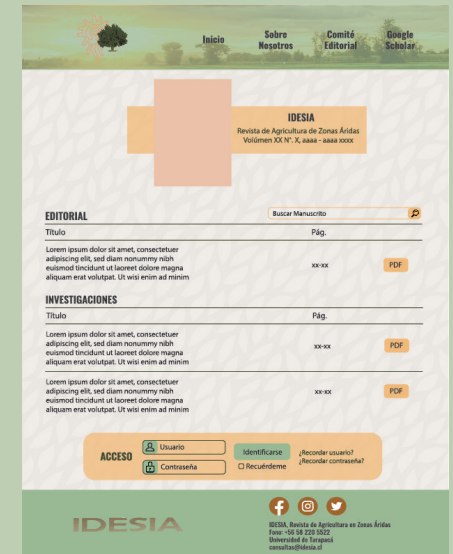 Inicio
Sobre Nosotros
Comité Editorial
Google Scholar
IDESIA
Revista de Agricultura de Zonas Áridas
Volúmen XX N°. X, aaaa - aaaa xxxx
EDITORIAL
Buscar Manuscrito
Título Pág.
Lorem ipsum dolor sit amet, consectetuer
adipiscing elit, sed diam nonummy nibh
euismod tincidunt ut laoreet dolore magna
aliquam erat volutpat. Ut wisi enim ad minim
xx-xx
PDF
INVESTIGACIONES
Título Pág.
Lorem ipsum dolor sit amet, consectetuer
adipiscing elit, sed diam nonummy nibh
euismod tincidunt ut laoreet dolore magna
aliquam erat volutpat. Ut wisi enim ad minim
xx-xx
PDF
Lorem ipsum dolor sit amet, consectetuer
adipiscing elit, sed diam nonummy nibh
euismod tincidunt ut laoreet dolore magna
aliquam erat volutpat. Ut wisi enim ad minim
xx-xx
PDF
ACCESO
Usuario
Contraseña
Identificarse
Recuérdeme
¿Recordar usuario?
¿Recordar contraseña?
IDESIA
IDESIA, Revista de Agricultura en Zonas Áridas
Fono: +56 58 220 5522
Universidad de Tarapacá
consultas@idesia.cl